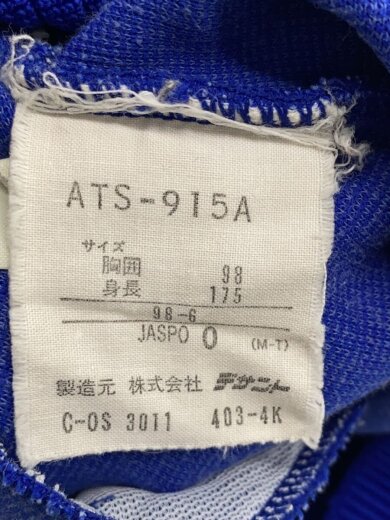 ATS-915A
サイズ
胸囲 98
身長 175
98-6
JASPO O (M-T)
製造元 株式会社 デサント
C-OS 3011 403-4K